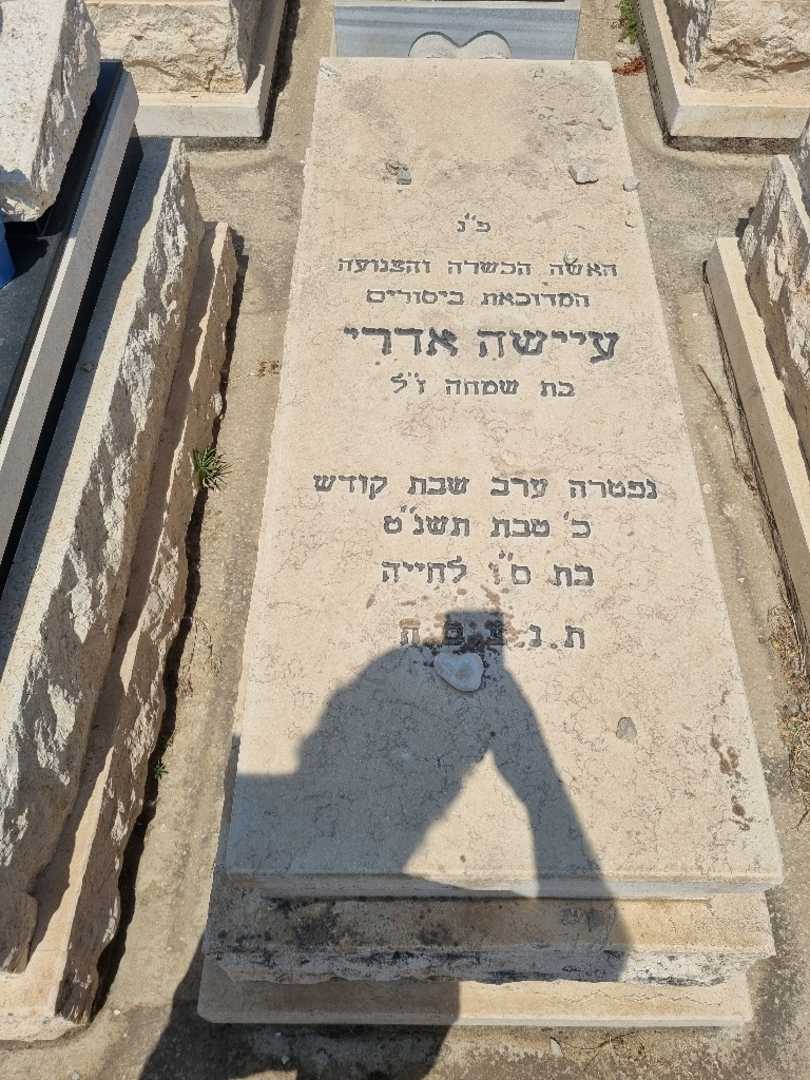 פ"נ
האשה הכשרה והצנועה
המדוכאת ביסורים
עיישה אדרי
בת שמחה ז"ל
נפטרה ערב שבת קודש
כ' טבת תשנ"ט
בת ס"ו לחייה
ת.נ.צ.ב.ה